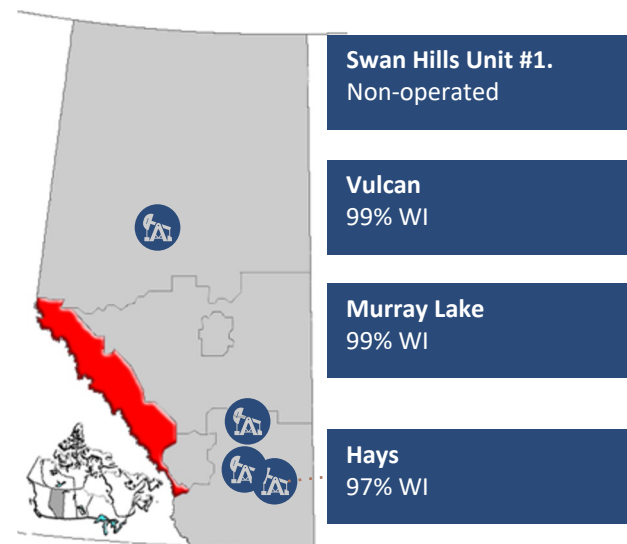 Swan Hills Unit #1.
Non-operated
Vulcan
99% WI
Murray Lake
99% WI
Hays
97% WI